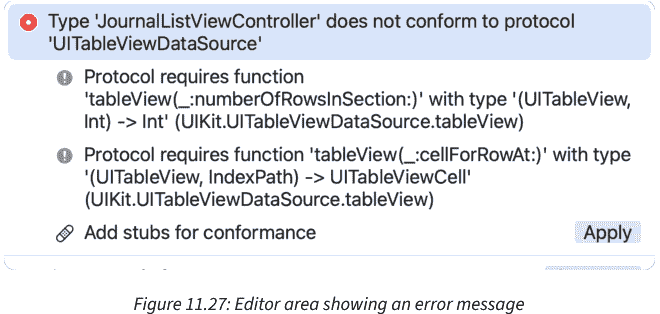 Type 'JournalListViewController' does not conform to protocol
'UITableViewDataSource'
Protocol requires function
'tableView(_:numberOfRowsInSection:)' with type '(UITableView,
Int) -> Int' (UIKit.UITableViewDataSource.tableView)
Protocol requires function 'tableView(_:cellForRowAt:)' with type
'(UITableView, IndexPath) -> UITableViewCell'
(UIKit.UITableViewDataSource.tableView)
Add stubs for conformance Apply
Figure 11.27: Editor area showing an error message